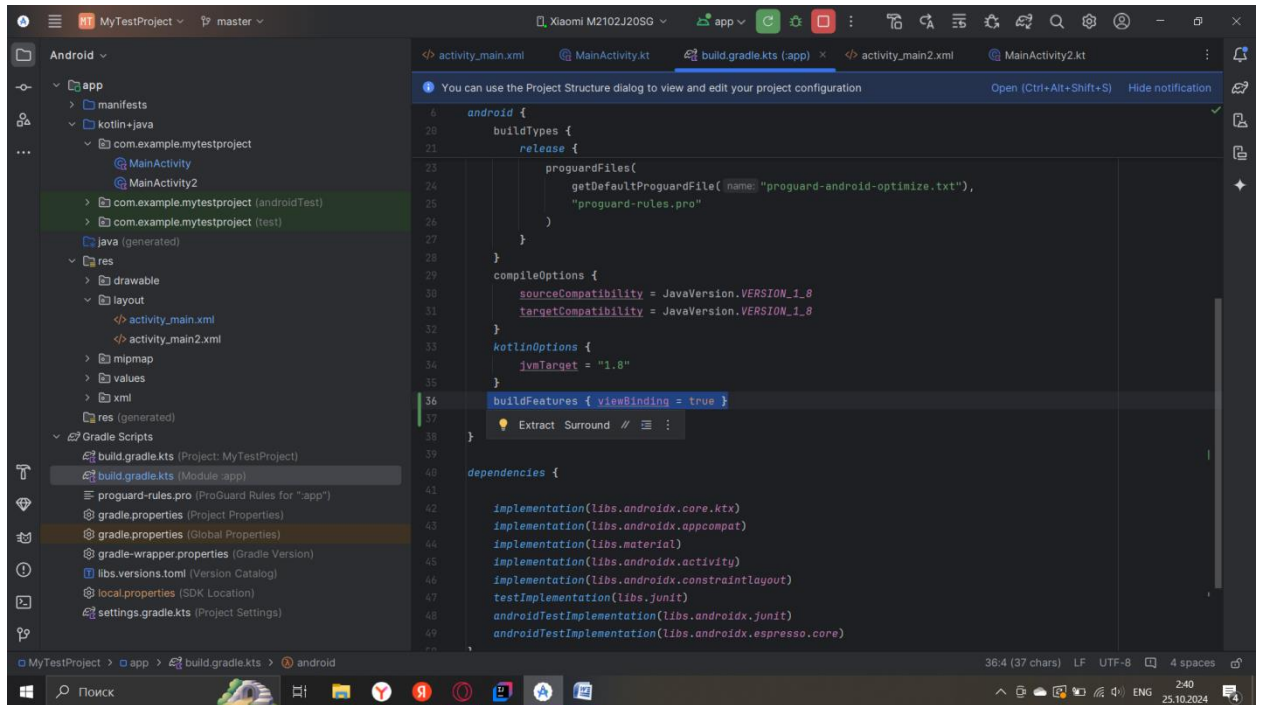 MT MyTestProject master Xiaomi M2102J20SG app
Android
activity_main.xml MainActivity.kt build.gradle.kts (:app) activity_main2.xml MainActivity2.kt
app
manifests
kotlin+java
com.example.mytestproject
MainActivity
MainActivity2
com.example.mytestproject (androidTest)
com.example.mytestproject (test)
java (generated)
res
drawable
layout
activity_main.xml
activity_main2.xml
mipmap
values
xml
res (generated)
Gradle Scripts
build.gradle.kts (Project: MyTestProject)
build.gradle.kts (Module :app)
proguard-rules.pro (ProGuard Rules for ":app")
gradle.properties (Project Properties)
gradle.properties (Global Properties)
gradle-wrapper.properties (Gradle Version)
libs.versions.toml (Version Catalog)
local.properties (SDK Location)
settings.gradle.kts (Project Settings)
You can use the Project Structure dialog to view and edit your project configuration Open (Ctrl+Alt+Shift+S) Hide notification
6 android {
20 buildTypes {
21 release {
23 proguardFiles(
24 getDefaultProguardFile( name: "proguard-android-optimize.txt"),
25 "proguard-rules.pro"
26 )
27 }
28 }
29 compileOptions {
30 sourceCompatibility = JavaVersion.VERSION_1_8
31 targetCompatibility = JavaVersion.VERSION_1_8
32 }
33 kotlinOptions {
34 jvmTarget = "1.8"
35 }
36 buildFeatures { viewBinding = true }
37
Extract Surround //
38 }
39
40 dependencies {
41
42 implementation(libs.androidx.core.ktx)
43 implementation(libs.androidx.appcompat)
44 implementation(libs.material)
45 implementation(libs.androidx.activity)
46 implementation(libs.androidx.constraintlayout)
47 testImplementation(libs.junit)
48 androidTestImplementation(libs.androidx.junit)
49 androidTestImplementation(libs.androidx.espresso.core)
MyTestProject > app > build.gradle.kts > android 36:4 (37 chars) LF UTF-8 4 spaces
Поиск ENG 2:40
25.10.2024